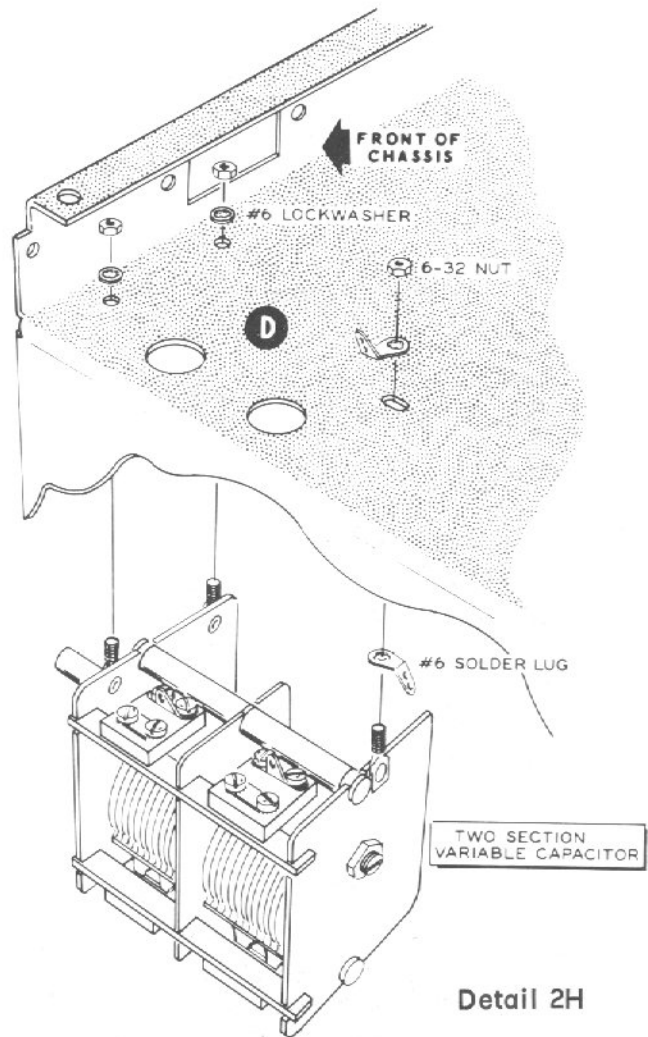 FRONT OF
CHASSIS
#6 LOCKWASHER
6-32 NUT
D
#6 SOLDER LUG
TWO SECTION
VARIABLE CAPACITOR
Detail 2H